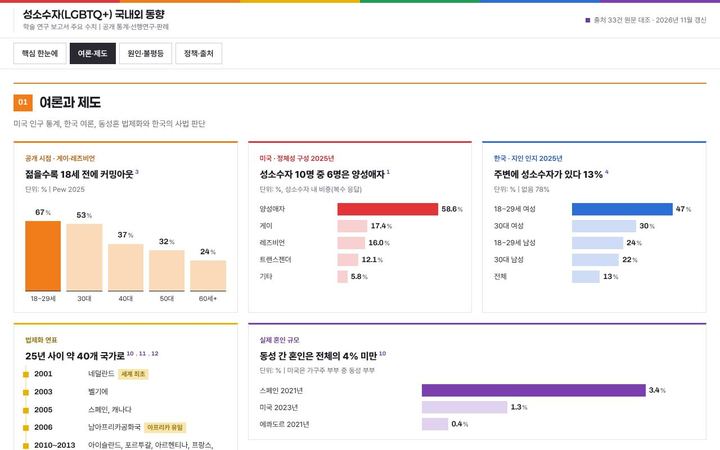 성소수자(LGBTQ+) 국내외 동향
학술 연구 보고서 주요 수치 | 공개 통계·선행연구·판례
출처 33건 원문 대조 · 2026년 11월 갱신
핵심 한눈에
여론·제도
원인·불평등
정책·출처
01 여론과 제도
미국 인구 통계, 한국 여론, 동성혼 법제화와 한국의 사법 판단
공개 시점 · 게이·레즈비언
젊을수록 18세 전에 커밍아웃 3
단위: % | Pew 2025
67%
53%
37%
32%
24%
18–29세
30대
40대
50대
60세+
미국 · 정체성 구성 2025년
성소수자 10명 중 6명은 양성애자 1
단위: %, 성소수자 내 비중(복수 응답)
양성애자 58.6%
게이 17.4%
레즈비언 16.0%
트랜스젠더 12.1%
기타 5.8%
한국 · 지인 인지 2025년
주변에 성소수자가 있다 13% 4
단위: % | 없음 78%
18–29세 여성 47%
30대 여성 30%
18–29세 남성 24%
30대 남성 22%
전체 13%
법제화 연표
25년 사이 약 40개 국가로 10 . 11 . 12
2001 네덜란드 세계 최초
2003 벨기에
2005 스페인, 캐나다
2006 남아프리카공화국 아프리카 유일
2010–2013 아이슬란드, 포르투갈, 아르헨티나, 프랑스,
실제 혼인 규모
동성 간 혼인은 전체의 4% 미만 10
단위: % | 미국은 가구주 부부 중 동성 부부
스페인 2021년 3.4%
미국 2023년 1.3%
에콰도르 2021년 0.4%